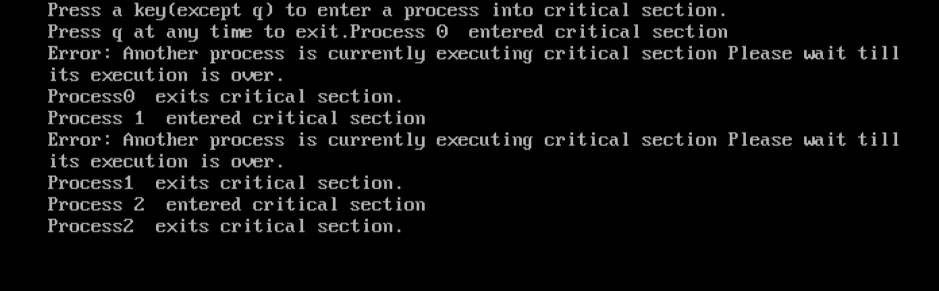 Press a key(except q) to enter a process into critical section.
Press q at any time to exit.Process 0  entered critical section
Error: Another process is currently executing critical section Please wait till
its execution is over.
Process0  exits critical section.
Process 1  entered critical section
Error: Another process is currently executing critical section Please wait till
its execution is over.
Process1  exits critical section.
Process 2  entered critical section
Process2  exits critical section.